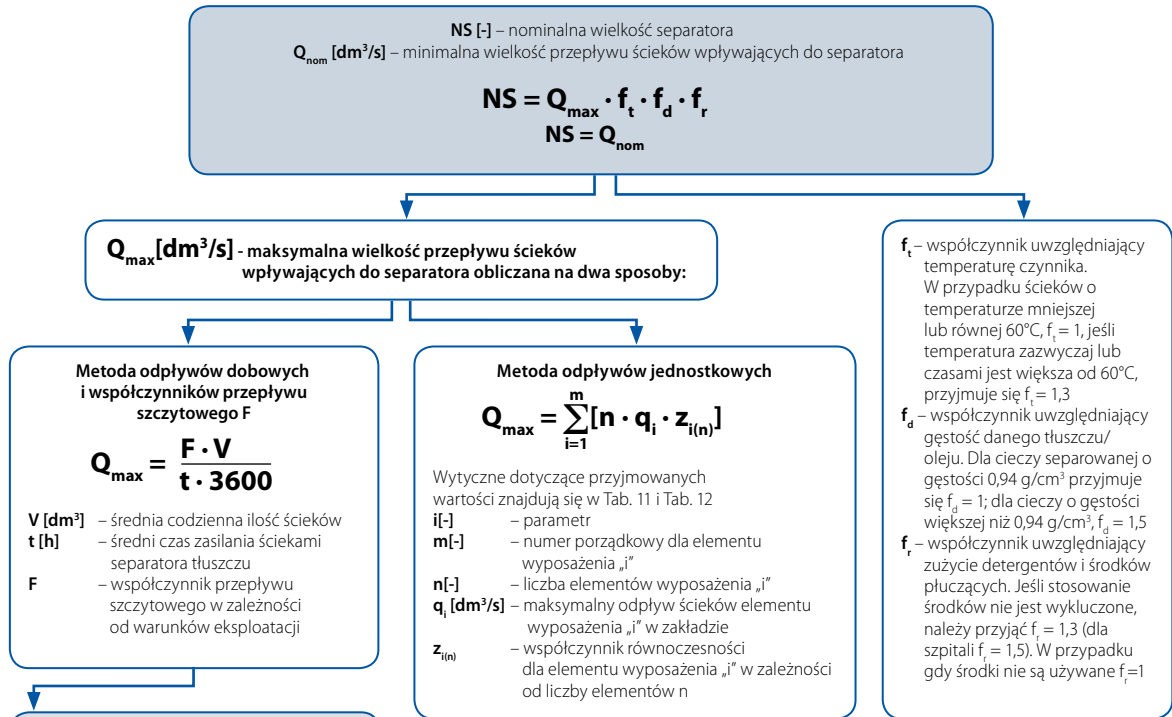 NS [-] – nominalna wielkość separatora
Qnom [dm³/s] – minimalna wielkość przepływu ścieków wpływających do separatora
NS = Qmax · ft · fd · fr
NS = Qnom
Qmax[dm³/s] - maksymalna wielkość przepływu ścieków
wpływających do separatora obliczana na dwa sposoby:
Metoda odpływów dobowych
i współczynników przepływu
szczytowego F
Qmax = F · V / t · 3600
V [dm³] – średnia codzienna ilość ścieków
t [h] – średni czas zasilania ściekami
separatora tłuszczu
F – współczynnik przepływu
szczytowego w zależności
od warunków eksploatacji
Metoda odpływów jednostkowych
m
Qmax = ∑[n · qi · zi(n)]
i=1
Wytyczne dotyczące przyjmowanych
wartości znajdują się w Tab. 11 i Tab. 12
i[-] – parametr
m[-] – numer porządkowy dla elementu
wyposażenia „i”
n[-] – liczba elementów wyposażenia „i”
qi [dm³/s] – maksymalny odpływ ścieków elementu
wyposażenia „i” w zakładzie
zi(n) – współczynnik równoczesności
dla elementu wyposażenia „i” w zależności
od liczby elementów n
ft – współczynnik uwzględniający
temperaturę czynnika.
W przypadku ścieków o
temperaturze mniejszej
lub równej 60°C, ft = 1, jeśli
temperatura zazwyczaj lub
czasami jest większa od 60°C,
przyjmuje się ft = 1,3
fd – współczynnik uwzględniający
gęstość danego tłuszczu/
oleju. Dla cieczy separowanej o
gęstości 0,94 g/cm³ przyjmuje
się fd = 1; dla cieczy o gęstości
większej niż 0,94 g/cm³, fd = 1,5
fr – współczynnik uwzględniający
zużycie detergentów i środków
płuczących. Jeśli stosowanie
środków nie jest wykluczone,
należy przyjąć fr = 1,3 (dla
szpitali fr = 1,5). W przypadku
gdy środki nie są używane fr=1